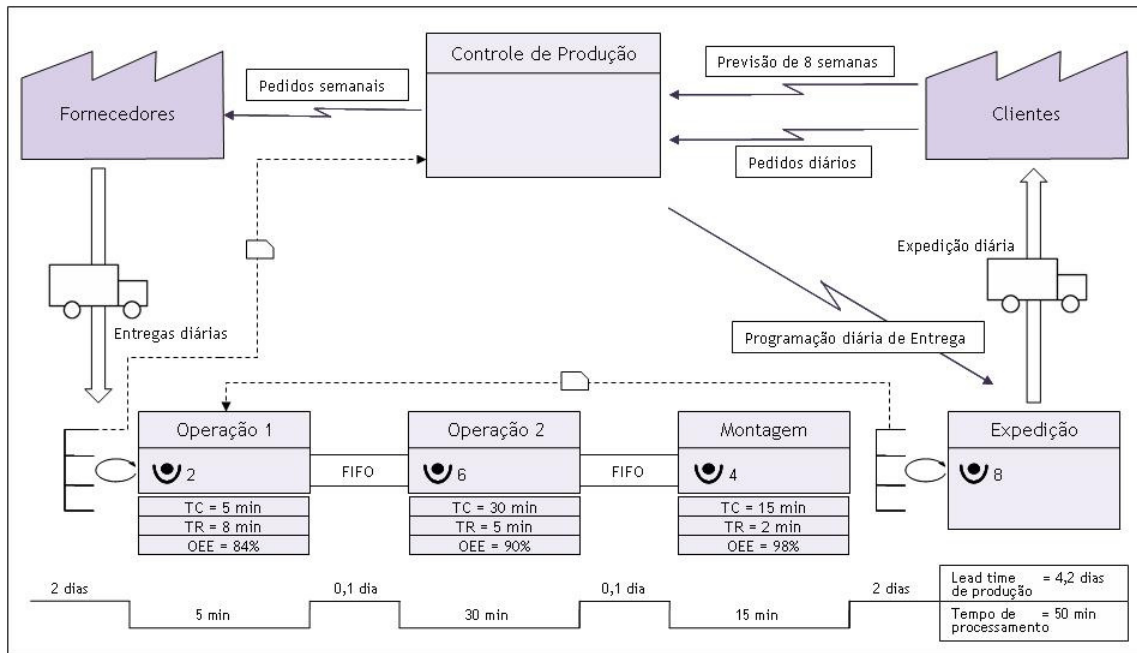 Controle de Produção
Previsão de 8 semanas
Pedidos semanais
Fornecedores
Clientes
Pedidos diários
Expedição diária
Entregas diárias
Programação diária de Entrega
Operação 1
2
TC = 5 min
TR = 8 min
OEE = 84%
FIFO
Operação 2
6
TC = 30 min
TR = 5 min
OEE = 90%
FIFO
Montagem
4
TC = 15 min
TR = 2 min
OEE = 98%
Expedição
8
2 dias
5 min
0,1 dia
30 min
0,1 dia
15 min
2 dias
Lead time = 4,2 dias
de produção
Tempo de = 50 min
processamento